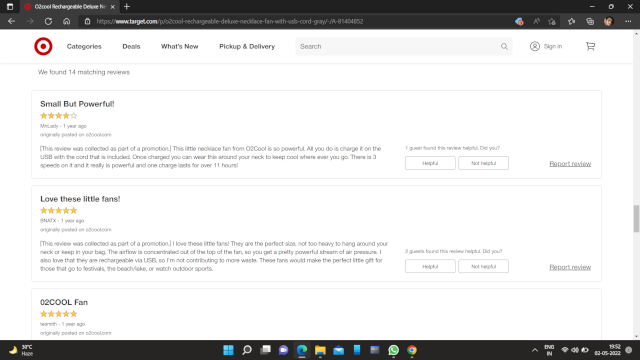 O2cool Rechargeable Deluxe Ne
https://www.target.com/p/o2cool-rechargeable-deluxe-necklace-fan-with-usb-cord-gray/-/A-81404852
Categories
Deals
What's New
Pickup & Delivery
Search
Sign in
We found 14 matching reviews
Small But Powerful!
MrsLady - 1 year ago
originally posted on o2cool.com
[This review was collected as part of a promotion.] This little necklace fan from O2Cool is so powerful. All you do is charge it on the
USB with the cord that is included. Once charged you can wear this around your neck to keep cool where ever you go. There is 3
speeds on it and it really is powerful and one charge lasts for over 11 hours!
1 guest found this review helpful. Did you?
Helpful
Not helpful
Report review
Love these little fans!
BNATX - 1 year ago
originally posted on o2cool.com
[This review was collected as part of a promotion.] I love these little fans! They are the perfect size, not too heavy to hang around your
neck or keep in your bag. The airflow is concentrated out of the top of the fan, so you get a pretty powerful stream of air pressure. I
also love that they are rechargeable via USB, so I'm not contributing to more waste. These fans would make the perfect little gift for
those that go to festivals, the beach/lake, or watch outdoor sports.
2 guests found this review helpful. Did you?
Helpful
Not helpful
Report review
02COOL Fan
- 1 year ago
originally posted on o2cool.com
30°C
Haze
ENG
IN
19:52
02-05-2022